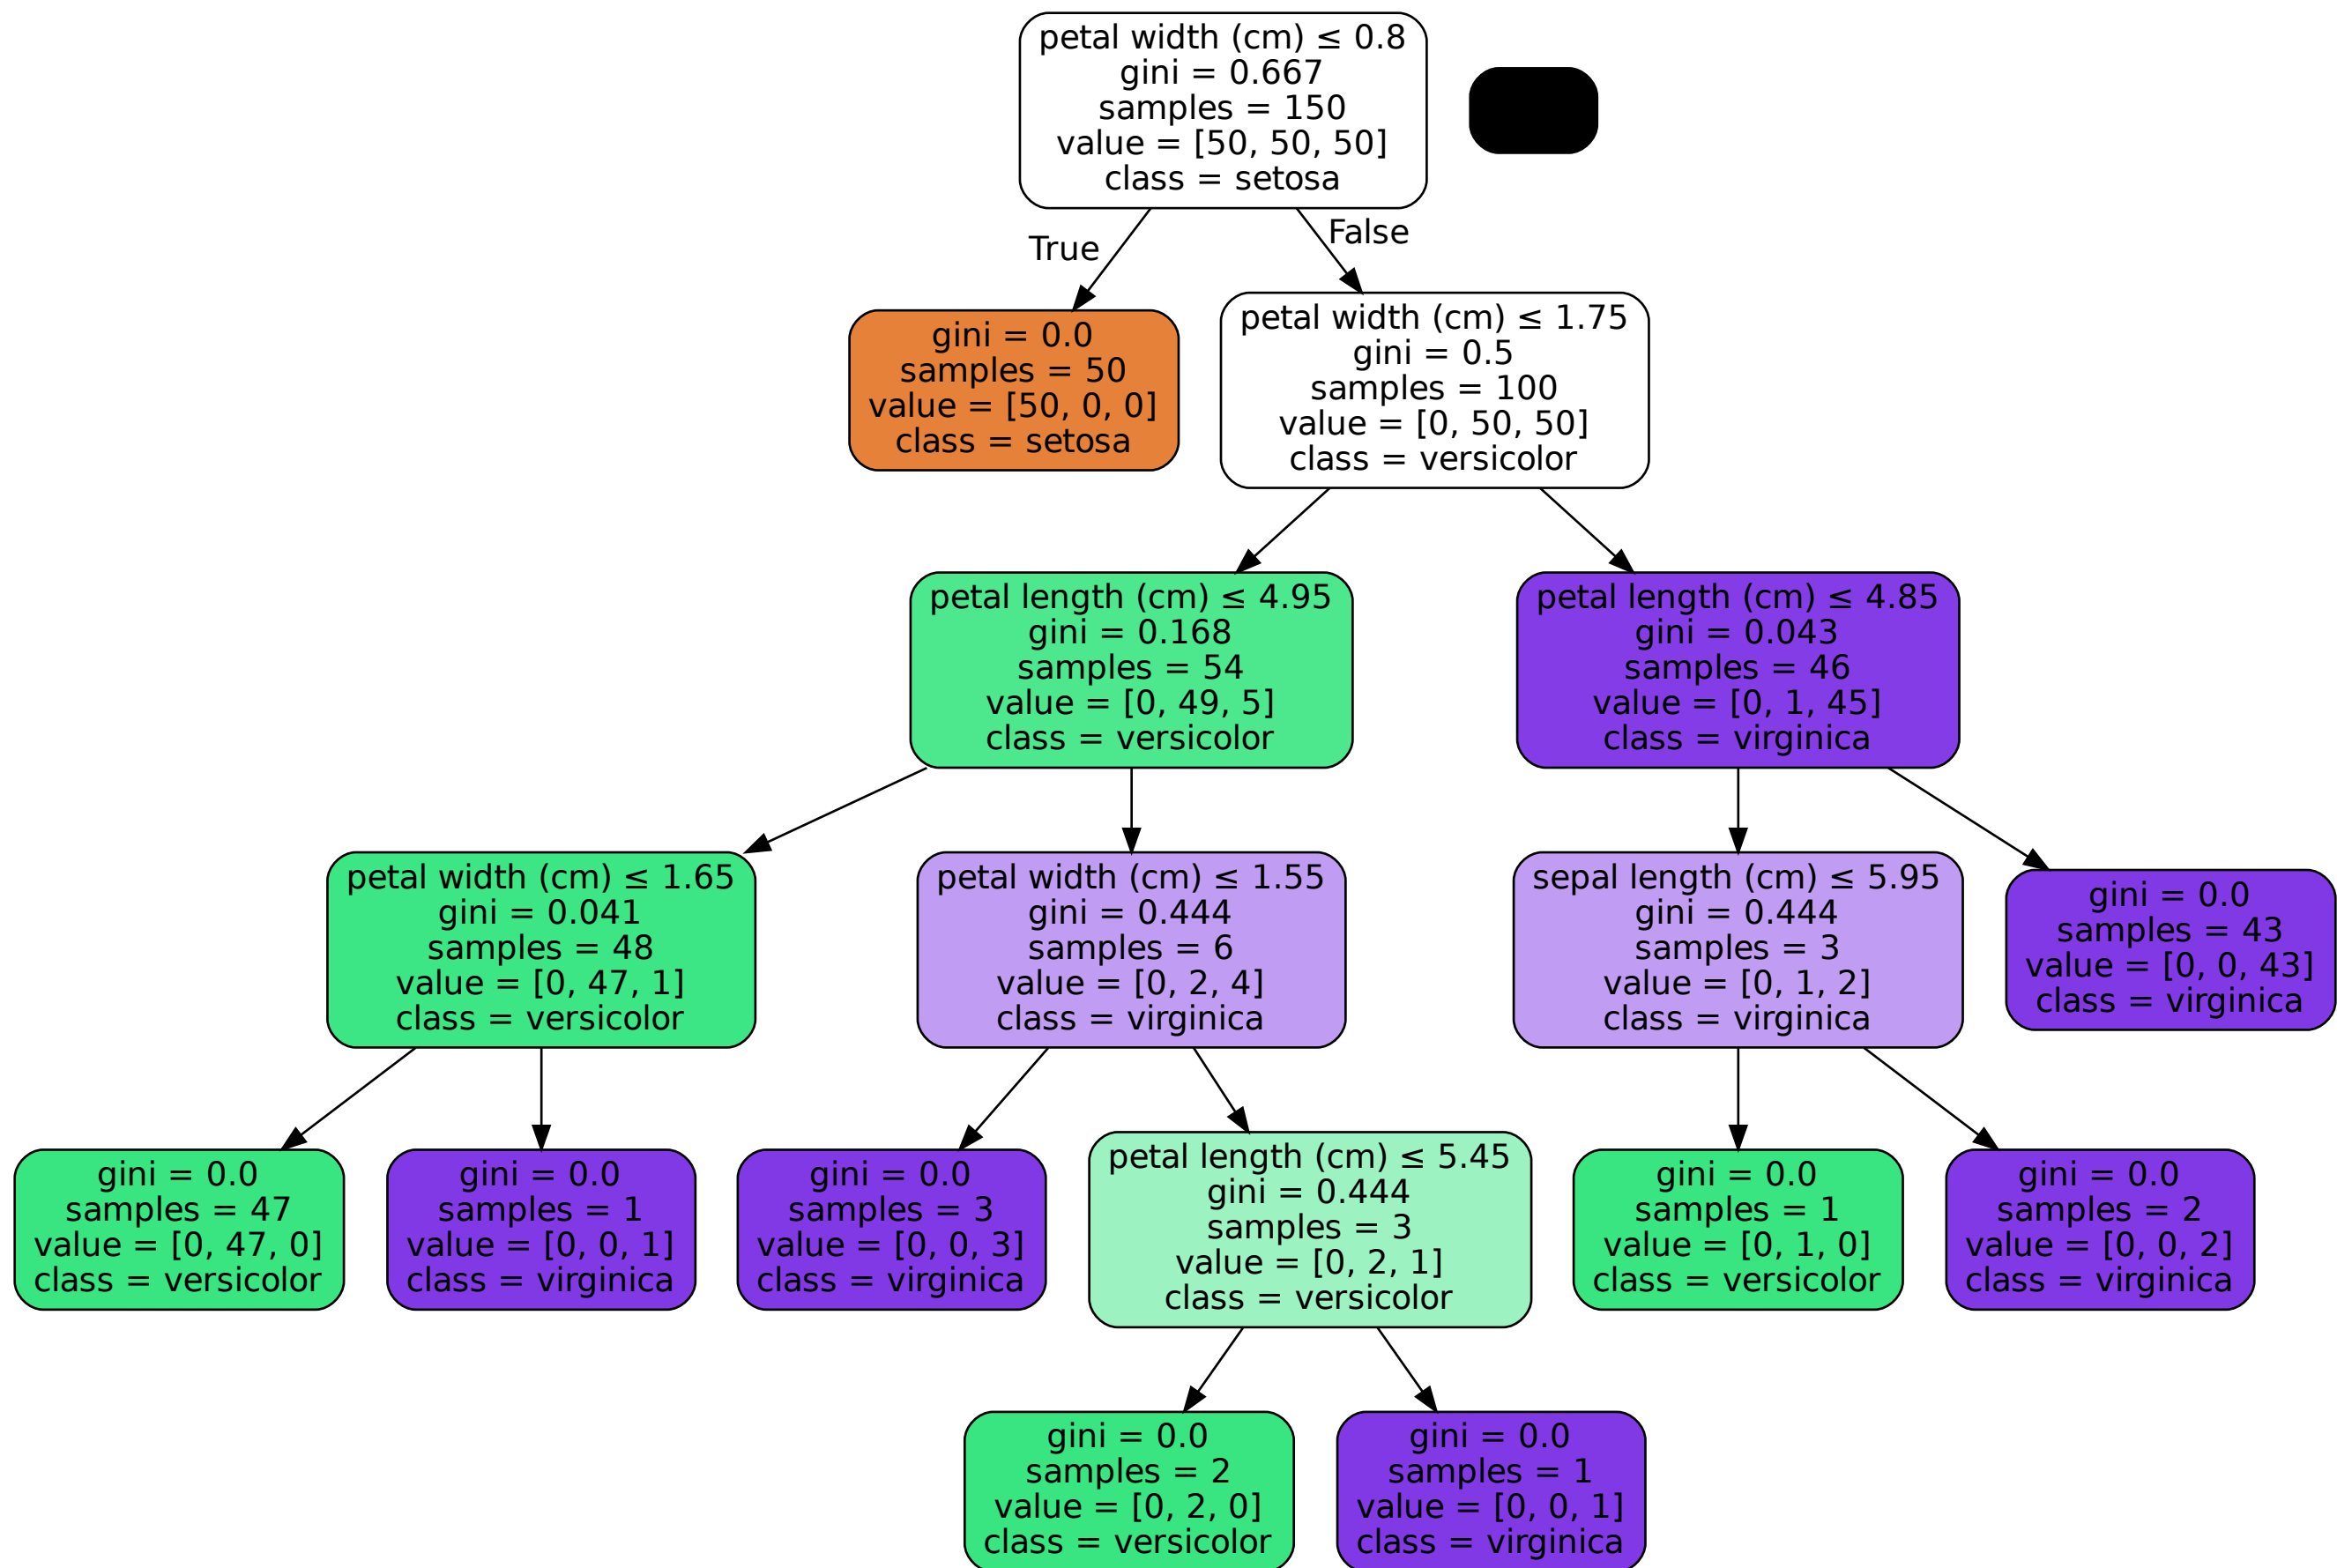 petal width (cm) ≤ 0.8
gini = 0.667
samples = 150
value = [50, 50, 50]
class = setosa
True
False
gini = 0.0
samples = 50
value = [50, 0, 0]
class = setosa
petal width (cm) ≤ 1.75
gini = 0.5
samples = 100
value = [0, 50, 50]
class = versicolor
petal length (cm) ≤ 4.95
gini = 0.168
samples = 54
value = [0, 49, 5]
class = versicolor
petal length (cm) ≤ 4.85
gini = 0.043
samples = 46
value = [0, 1, 45]
class = virginica
petal width (cm) ≤ 1.65
gini = 0.041
samples = 48
value = [0, 47, 1]
class = versicolor
petal width (cm) ≤ 1.55
gini = 0.444
samples = 6
value = [0, 2, 4]
class = virginica
sepal length (cm) ≤ 5.95
gini = 0.444
samples = 3
value = [0, 1, 2]
class = virginica
gini = 0.0
samples = 43
value = [0, 0, 43]
class = virginica
gini = 0.0
samples = 47
value = [0, 47, 0]
class = versicolor
gini = 0.0
samples = 1
value = [0, 0, 1]
class = virginica
gini = 0.0
samples = 3
value = [0, 0, 3]
class = virginica
petal length (cm) ≤ 5.45
gini = 0.444
samples = 3
value = [0, 2, 1]
class = versicolor
gini = 0.0
samples = 1
value = [0, 1, 0]
class = versicolor
gini = 0.0
samples = 2
value = [0, 0, 2]
class = virginica
gini = 0.0
samples = 2
value = [0, 2, 0]
class = versicolor
gini = 0.0
samples = 1
value = [0, 0, 1]
class = virginica